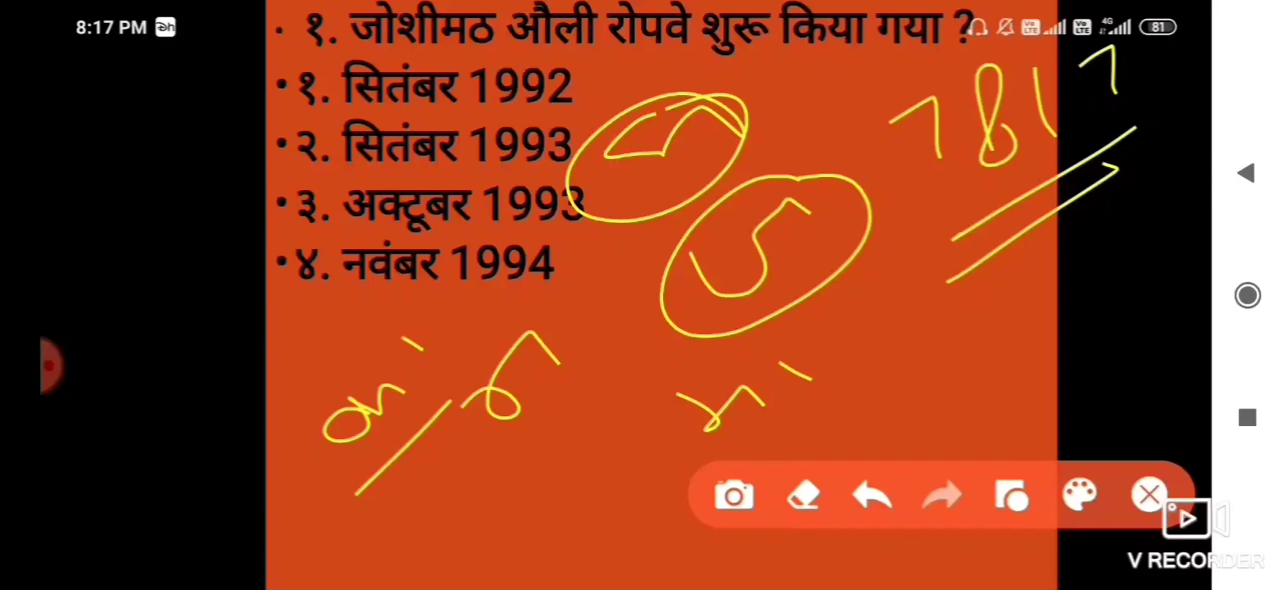 8:17 PM 4G 81
· १. जोशीमठ औली रोपवे शुरू किया गया ?
•१. सितंबर 1992
•२. सितंबर 1993
•३. अक्टूबर 1993
•४. नवंबर 1994
V RECORDER